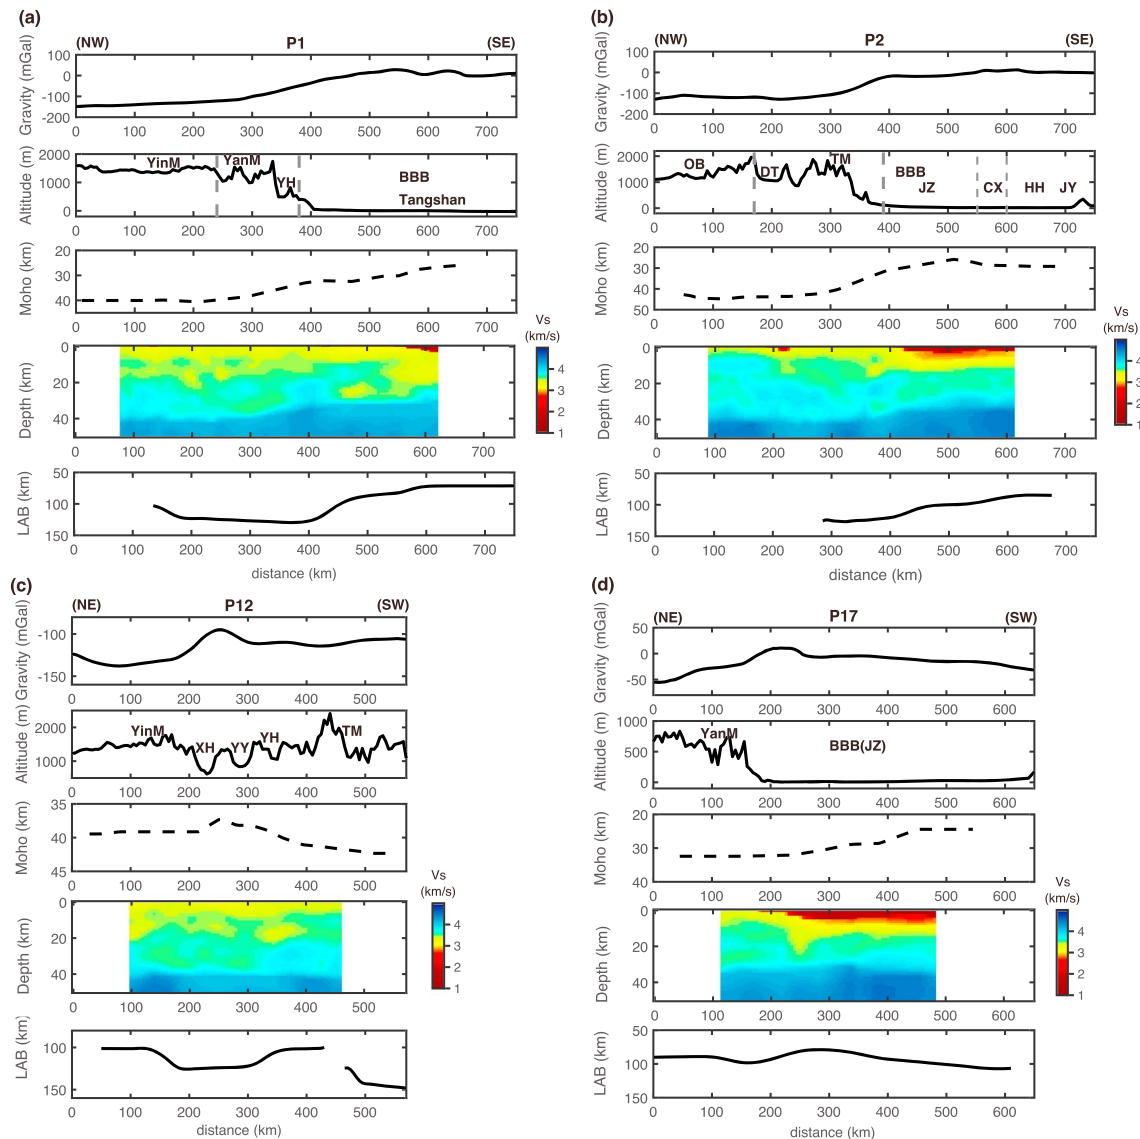 (a)
(NW) P1 (SE)
Gravity (mGal)
100
0
-100
-200
0 100 200 300 400 500 600 700
Altitude (m)
2000
1000
0
YinM YanM YH BBB
Tangshan
0 100 200 300 400 500 600 700
Moho (km)
20
30
40
0 100 200 300 400 500 600 700
Depth (km)
0
20
40
0 100 200 300 400 500 600 700
Vs
(km/s)
4
3
2
1
LAB (km)
50
100
150
0 100 200 300 400 500 600 700
distance (km)
(b)
(NW) P2 (SE)
Gravity (mGal)
100
0
-100
-200
0 100 200 300 400 500 600 700
Altitude (m)
2000
1000
0
OB DT TM BBB
JZ CX HH JY
0 100 200 300 400 500 600 700
Moho (km)
20
30
40
50
0 100 200 300 400 500 600 700
Depth (km)
0
20
40
0 100 200 300 400 500 600 700
Vs
(km/s)
4
3
2
1
LAB (km)
50
100
150
0 100 200 300 400 500 600 700
distance (km)
(c)
(NE) P12 (SW)
Gravity (mGal)
-100
-150
0 100 200 300 400 500
Altitude (m)
2000
1000
YinM XH YY YH TM
0 100 200 300 400 500
Moho (km)
35
40
45
0 100 200 300 400 500
Depth (km)
0
20
40
0 100 200 300 400 500
Vs
(km/s)
4
3
2
1
LAB (km)
100
150
0 100 200 300 400 500
distance (km)
(d)
(NE) P17 (SW)
Gravity (mGal)
50
0
-50
0 100 200 300 400 500 600
Altitude (m)
1000
500
0
YanM BBB(JZ)
0 100 200 300 400 500 600
Moho (km)
20
30
40
0 100 200 300 400 500 600
Depth (km)
0
20
40
0 100 200 300 400 500 600
Vs
(km/s)
4
3
2
1
LAB (km)
50
100
150
0 100 200 300 400 500 600
distance (km)